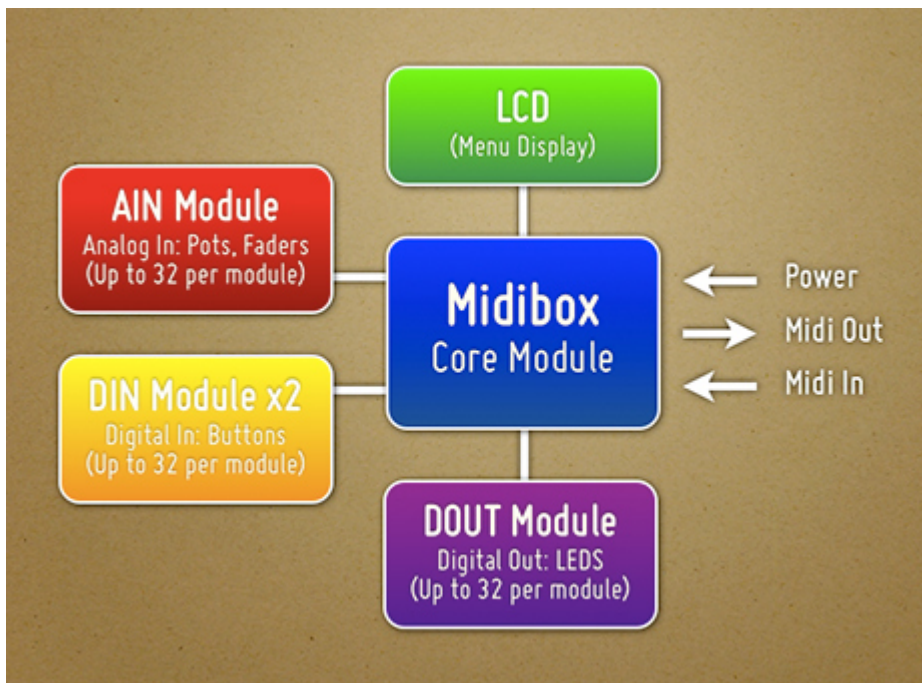 LCD
(Menu Display)
AIN Module
Analog In: Pots, Faders
(Up to 32 per module)
Midibox
Core Module
Power
Midi Out
Midi In
DIN Module x2
Digital In: Buttons
(Up to 32 per module)
DOUT Module
Digital Out: LEDS
(Up to 32 per module)